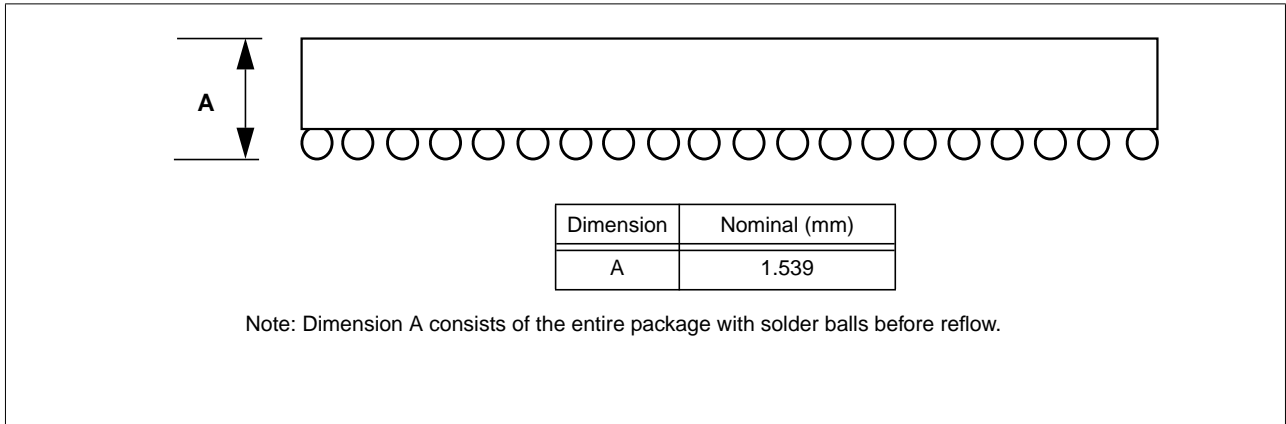 A
Dimension Nominal (mm)
A 1.539
Note: Dimension A consists of the entire package with solder balls before reflow.